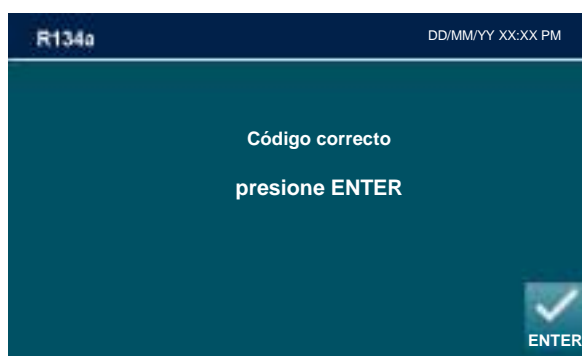 R134a
DD/MM/YY XX:XX PM
Código correcto
presione ENTER
ENTER